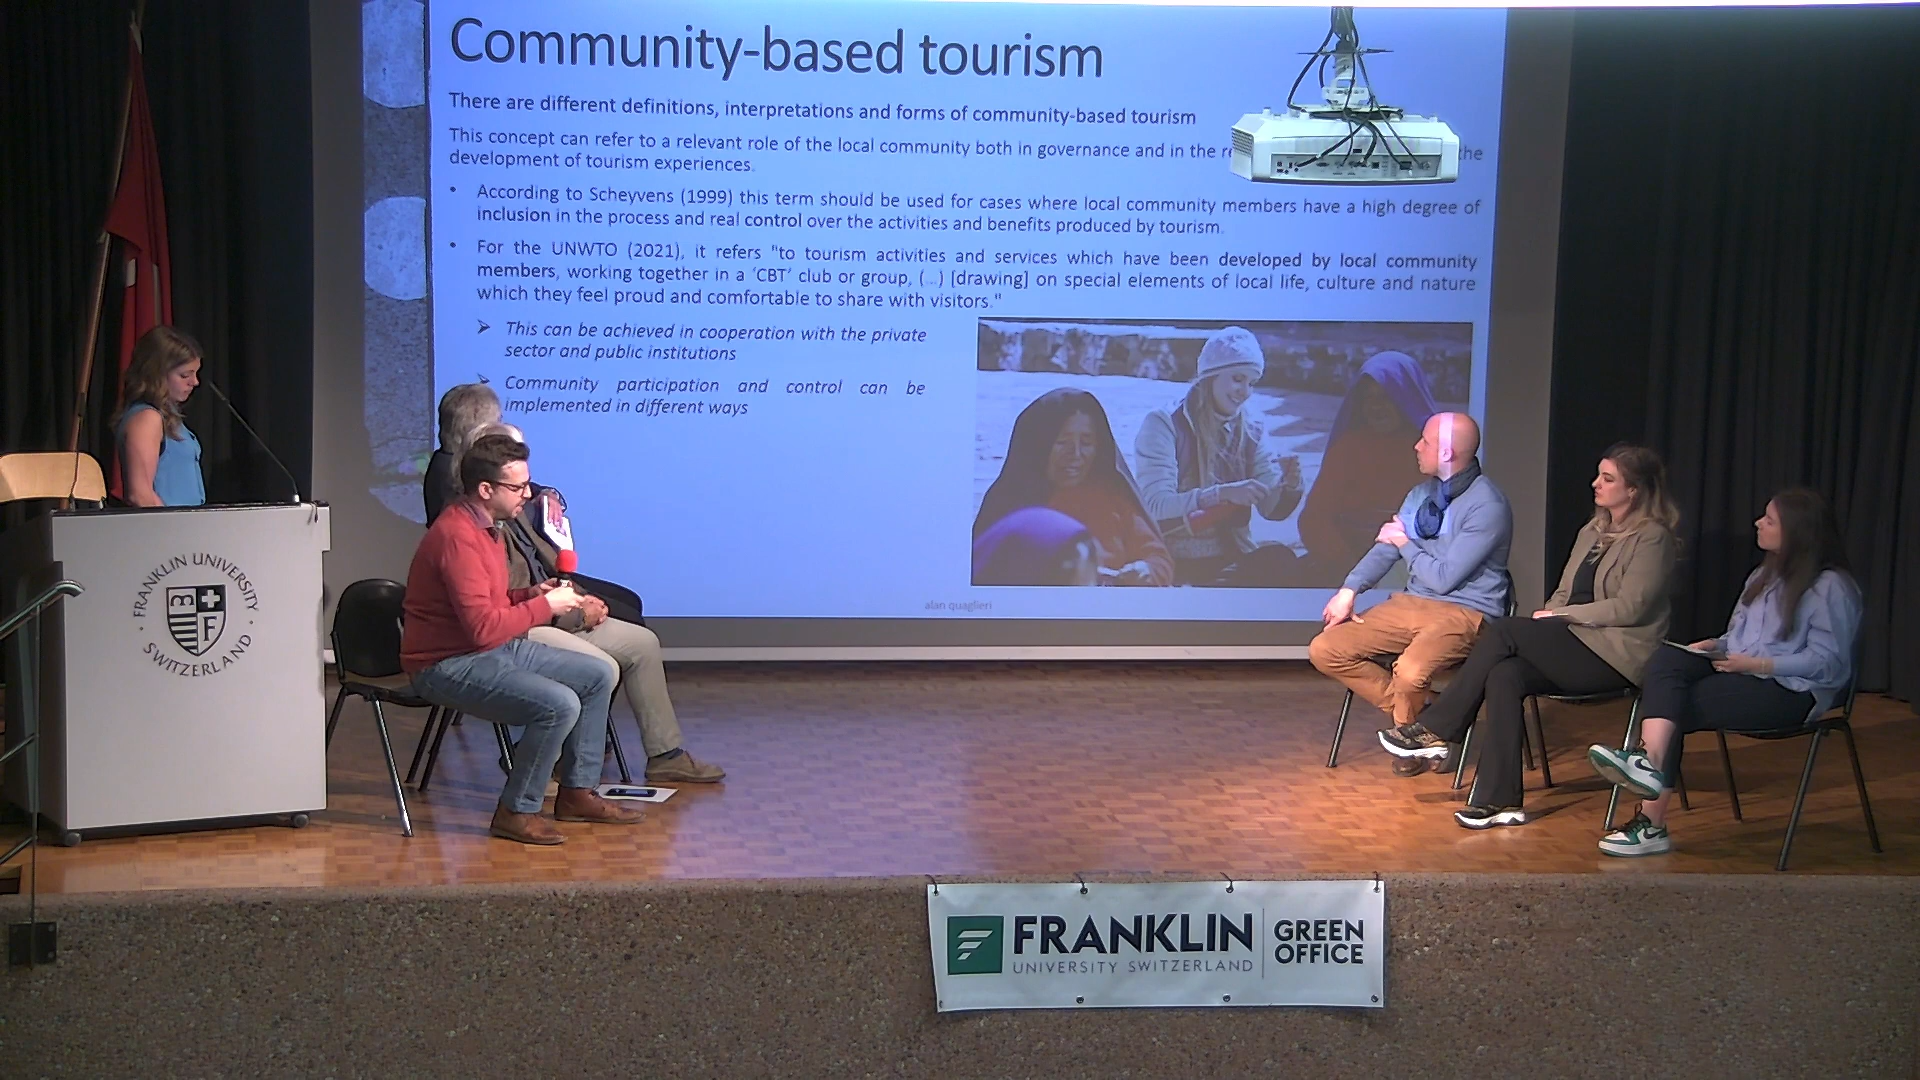 Community-based tourism
There are different definitions, interpretations and forms of community-based tourism
This concept can refer to a relevant role of the local community both in governance and in the
the
development of tourism experiences.
• According to Scheyvens (1999) this term should be used for cases where local community members have a high degree of
inclusion in the process and real control over the activities and benefits produced by tourism.
• For the UNWTO (2021), it refers "to tourism activities and services which have been developed by local community
members, working together in a 'CBT' club or group, (...) [drawing] on special elements of local life, culture and nature
which they feel proud and comfortable to share with visitors."
➢ This can be achieved in cooperation with the private
sector and public institutions
➢ Community participation and control can be
implemented in different ways
alan quaglieri
• FRANKLIN UNIVERSITY •
F
SWITZERLAND
FRANKLIN
UNIVERSITY SWITZERLAND
GREEN
OFFICE